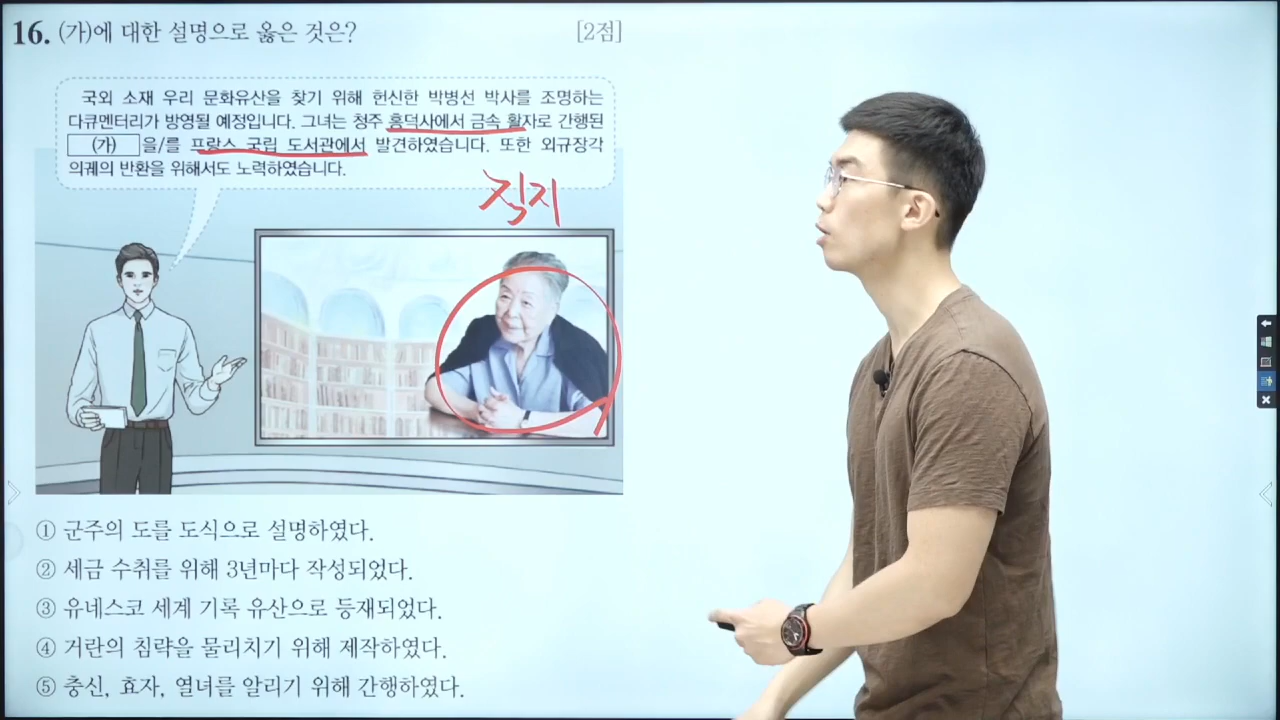 16. (가)에 대한 설명으로 옳은 것은? [2점]
국외 소재 우리 문화유산을 찾기 위해 헌신한 박병선 박사를 조명하는
다큐멘터리가 방영될 예정입니다. 그녀는 청주 흥덕사에서 금속 활자로 간행된
(가) 을/를 프랑스 국립 도서관에서 발견하였습니다. 또한 외규장각
의궤의 반환을 위해서도 노력하였습니다.
직지
① 군주의 도를 도식으로 설명하였다.
② 세금 수취를 위해 3년마다 작성되었다.
③ 유네스코 세계 기록 유산으로 등재되었다.
④ 거란의 침략을 물리치기 위해 제작하였다.
⑤ 충신, 효자, 열녀를 알리기 위해 간행하였다.